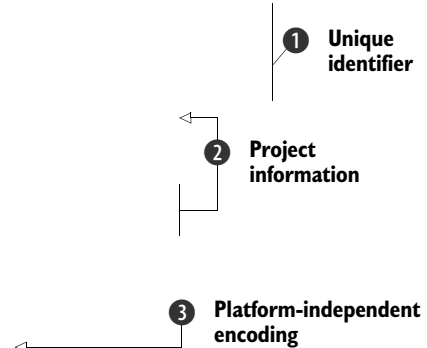 1 Unique
identifier
2 Project
information
3 Platform-independent
encoding